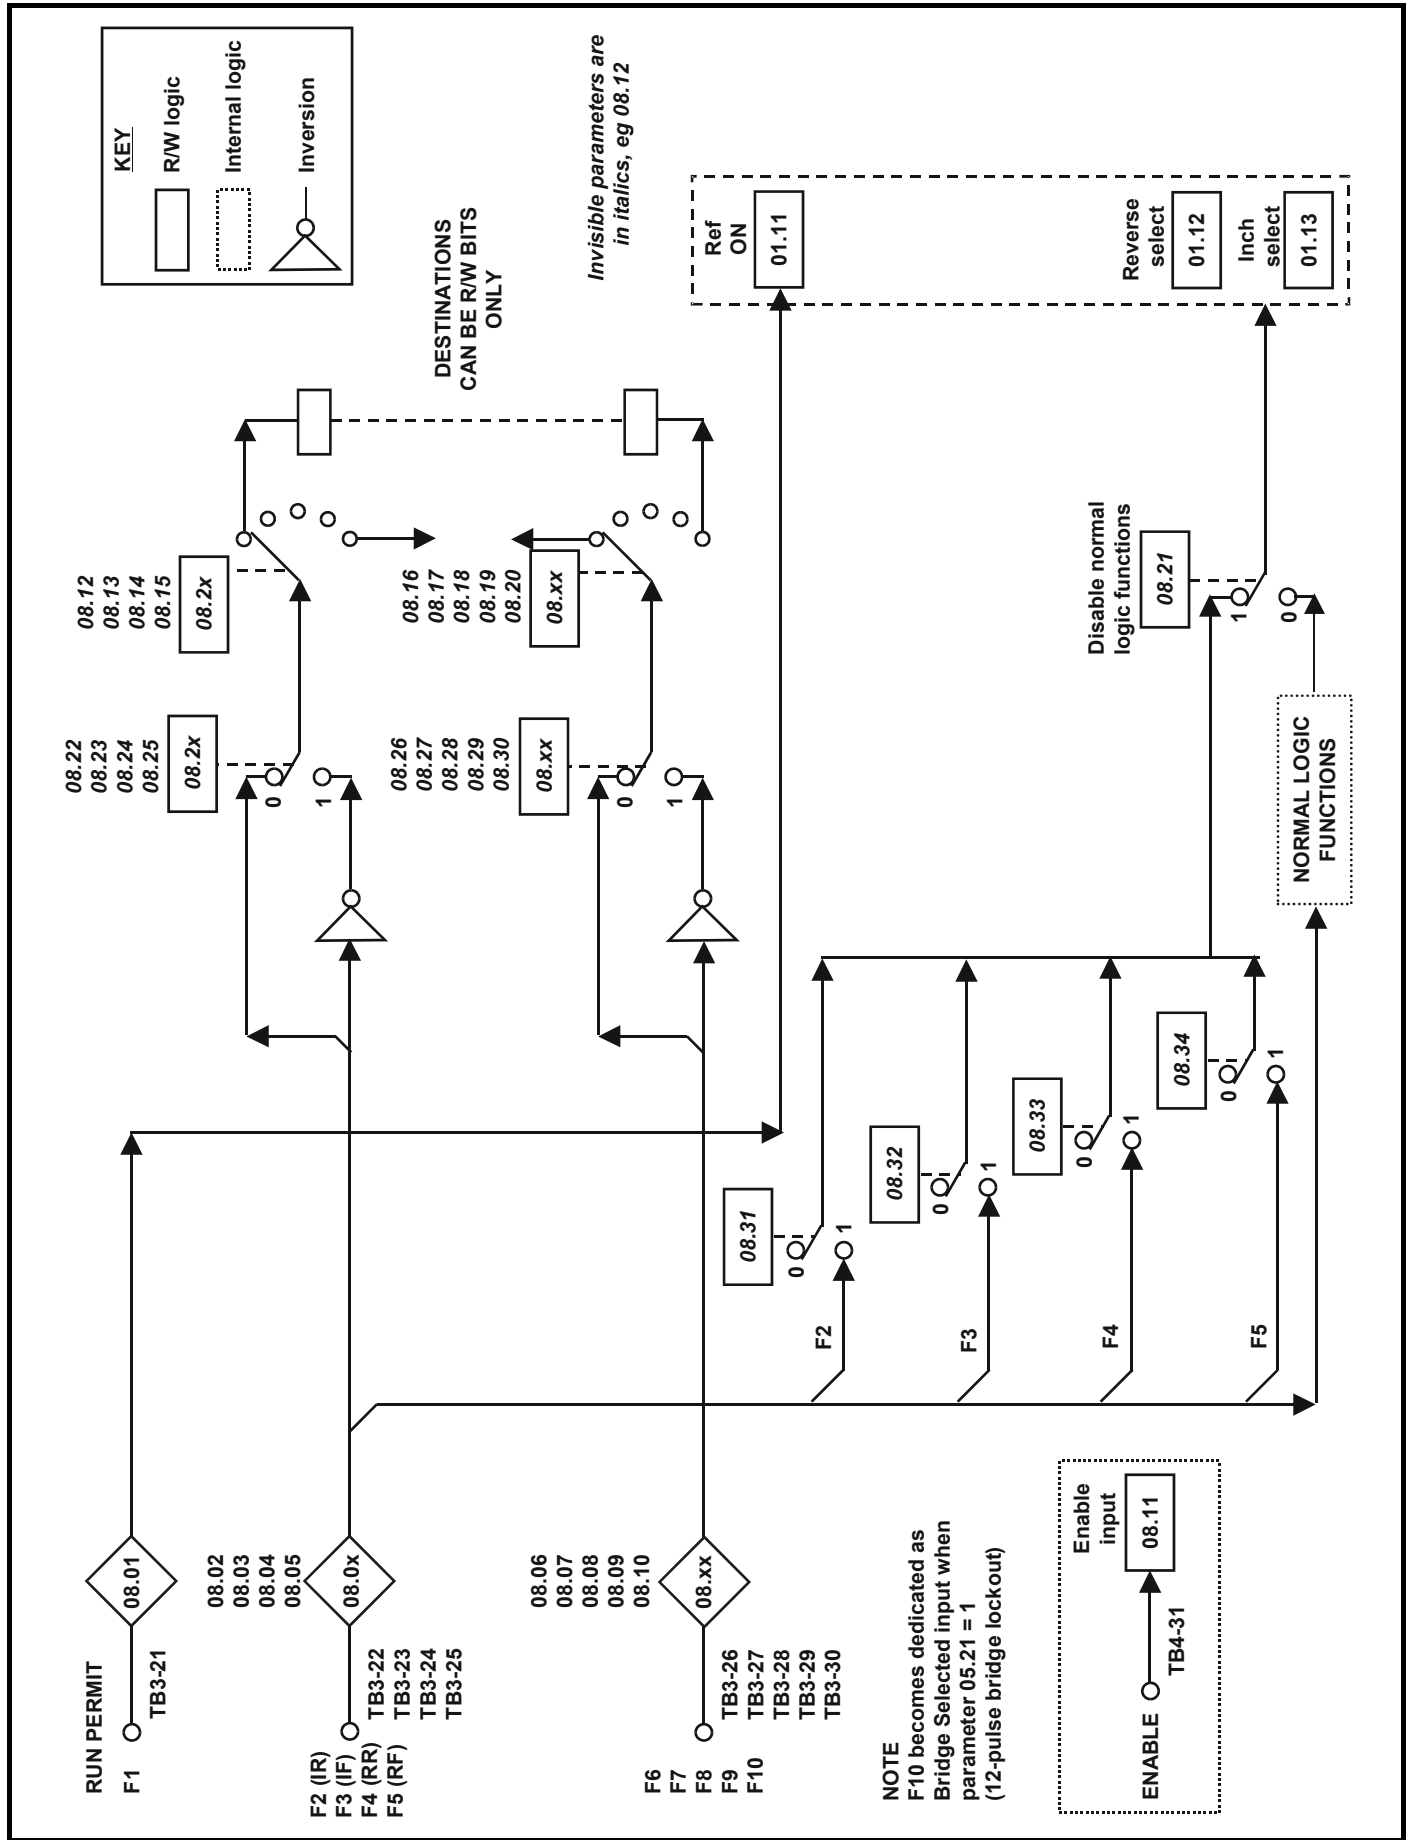 RUN PERMIT
F1
TB3-21
08.01
F2 (IR)
F3 (IF)
F4 (RR)
F5 (RF)
TB3-22
TB3-23
TB3-24
TB3-25
08.02
08.03
08.04
08.05
08.0x
08.22
08.23
08.24
08.25
08.2x
0
1
08.12
08.13
08.14
08.15
08.2x
F6
F7
F8
F9
F10
TB3-26
TB3-27
TB3-28
TB3-29
TB3-30
08.06
08.07
08.08
08.09
08.10
08.xx
08.26
08.27
08.28
08.29
08.30
08.xx
0
1
08.16
08.17
08.18
08.19
08.20
08.xx
DESTINATIONS
CAN BE R/W BITS
ONLY
KEY
R/W logic
Internal logic
Inversion
Invisible parameters are
in italics, eg 08.12
Ref
ON
01.11
Reverse
select
01.12
Inch
select
01.13
F2
08.31
0
1
F3
08.32
0
1
F4
08.33
0
1
F5
08.34
0
1
Disable normal
logic functions
08.21
1
0
NORMAL LOGIC
FUNCTIONS
NOTE
F10 becomes dedicated as
Bridge Selected input when
parameter 05.21 = 1
(12-pulse bridge lockout)
ENABLE
TB4-31
Enable
input
08.11